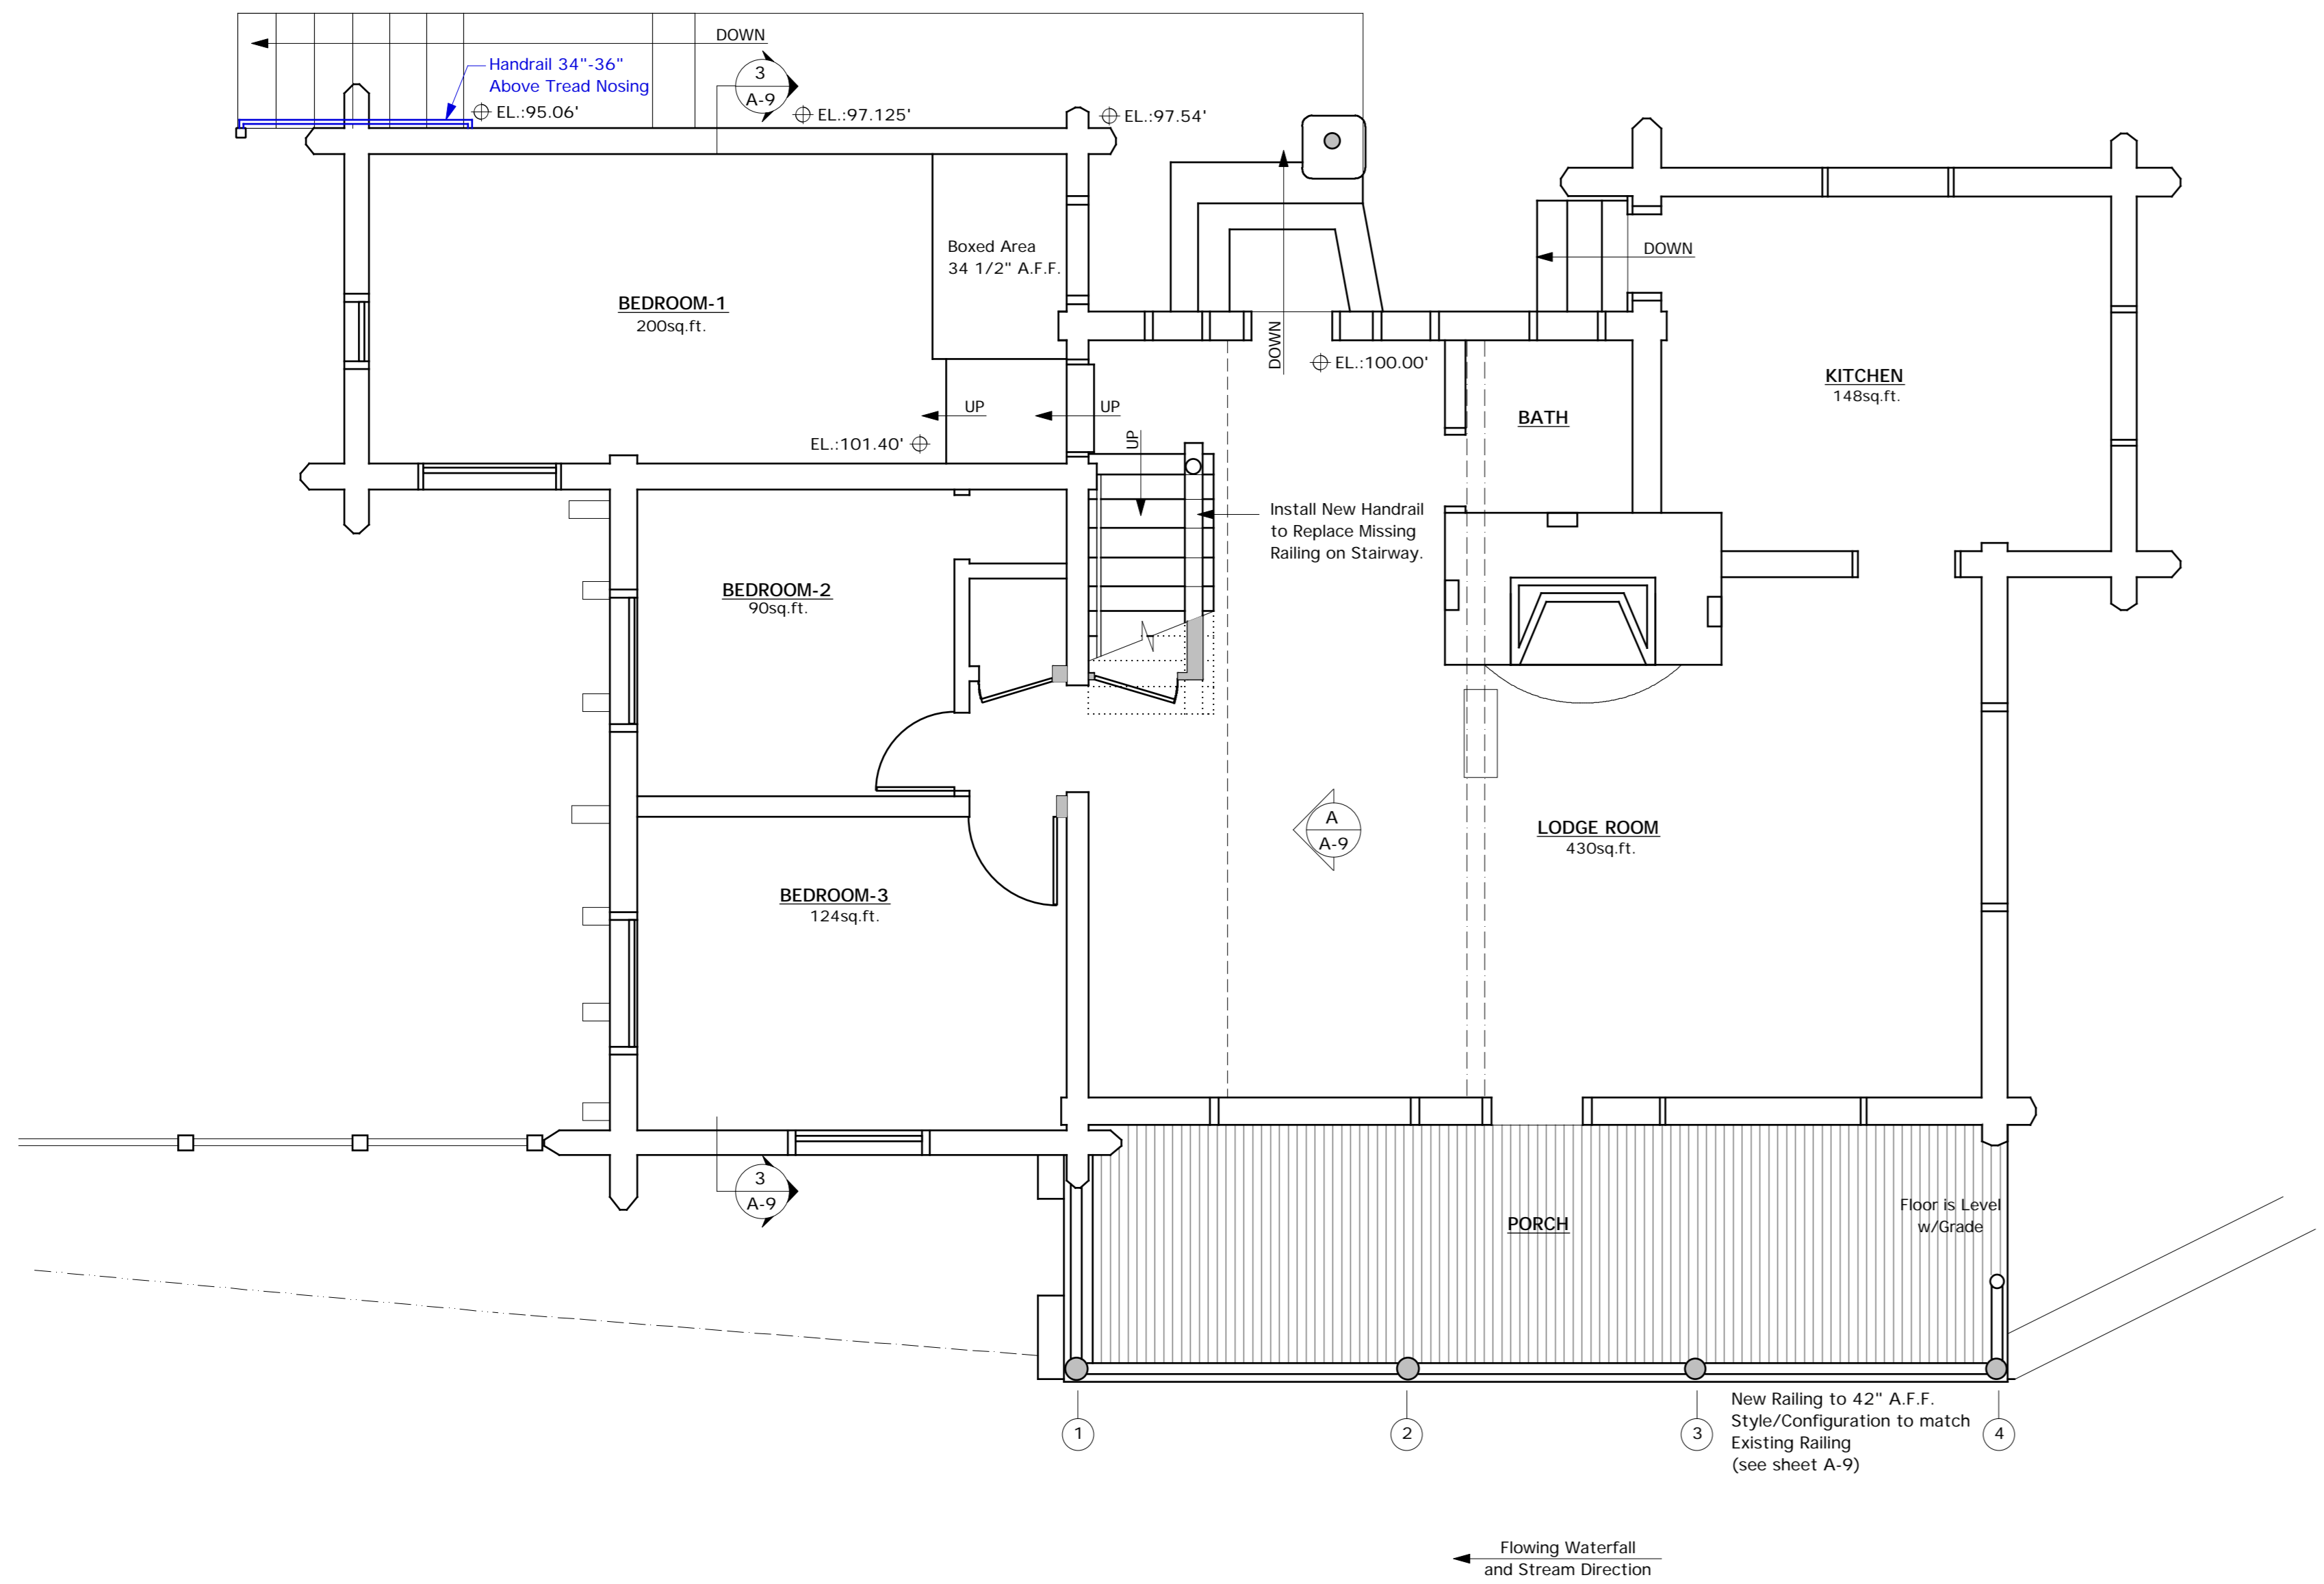 DOWN
Handrail 34"-36"
Above Tread Nosing
3
A-9
EL.:95.06'
EL.:97.125'
EL.:97.54'
Boxed Area
34 1/2" A.F.F.
DOWN
BEDROOM-1
200sq.ft.
DOWN
EL.:100.00'
KITCHEN
148sq.ft.
UP
UP
BATH
EL.:101.40'
UP
Install New Handrail
to Replace Missing
Railing on Stairway.
BEDROOM-2
90sq.ft.
A
A-9
LODGE ROOM
430sq.ft.
BEDROOM-3
124sq.ft.
3
A-9
Floor is Level
w/Grade
PORCH
1
2
3
4
New Railing to 42" A.F.F.
Style/Configuration to match
Existing Railing
(see sheet A-9)
Flowing Waterfall
and Stream Direction